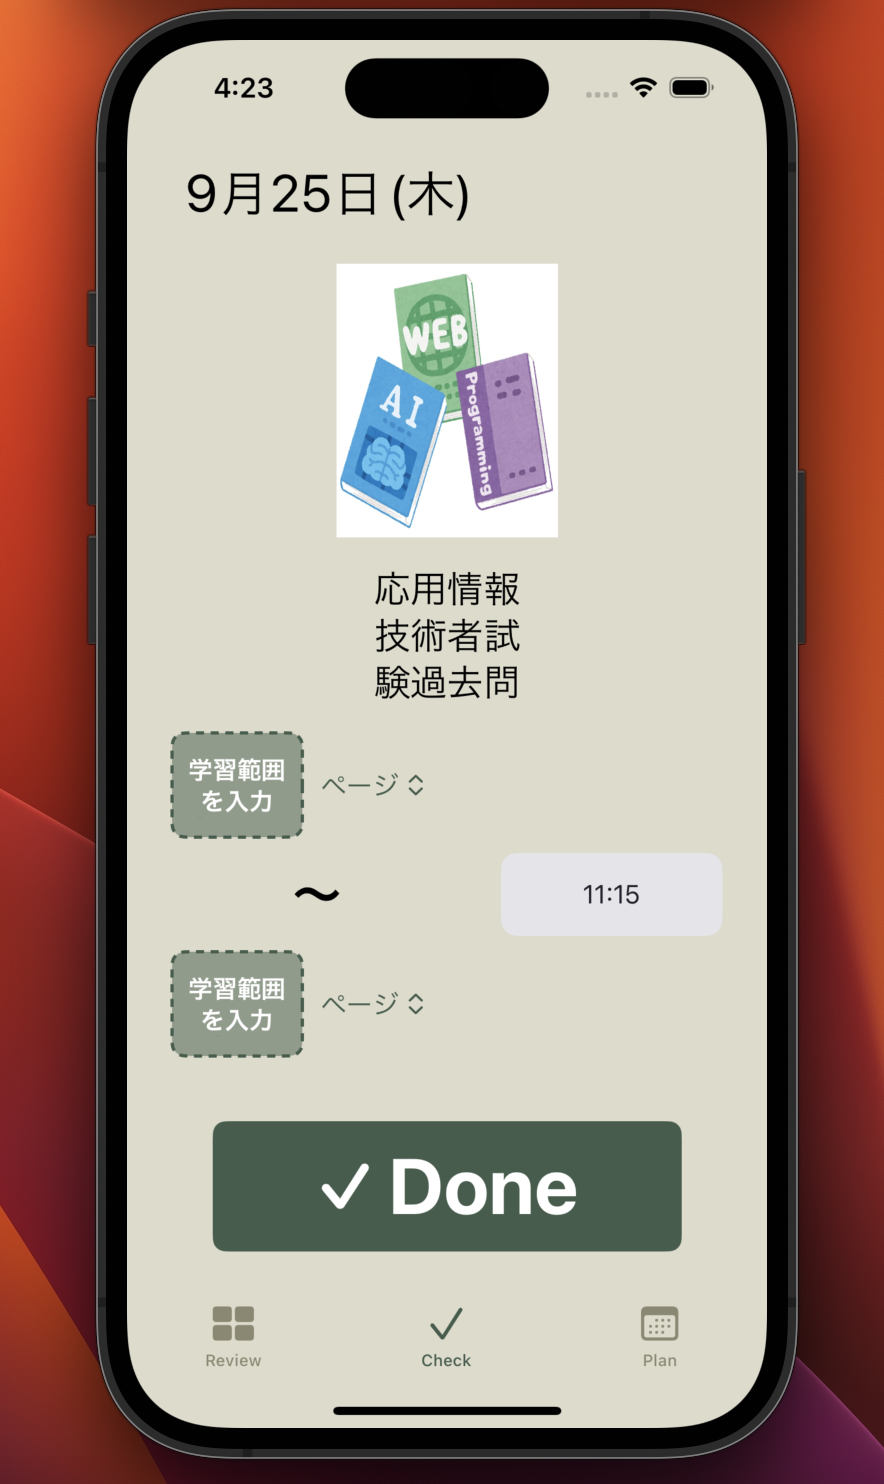 4:23
9月25日(木)
WEB
AI
Programming
応用情報
技術者試
験過去問
学習範囲
を入力
ページ
〜
11:15
学習範囲
を入力
ページ
Done
Review
Check
Plan